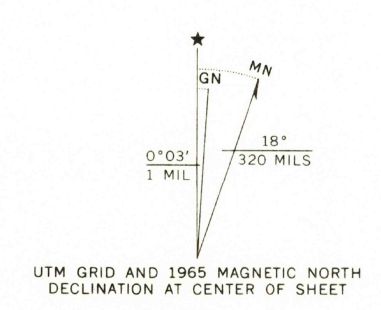 MN
GN
0°03'
1 MIL
18°
320 MILS
UTM GRID AND 1965 MAGNETIC NORTH
DECLINATION AT CENTER OF SHEET